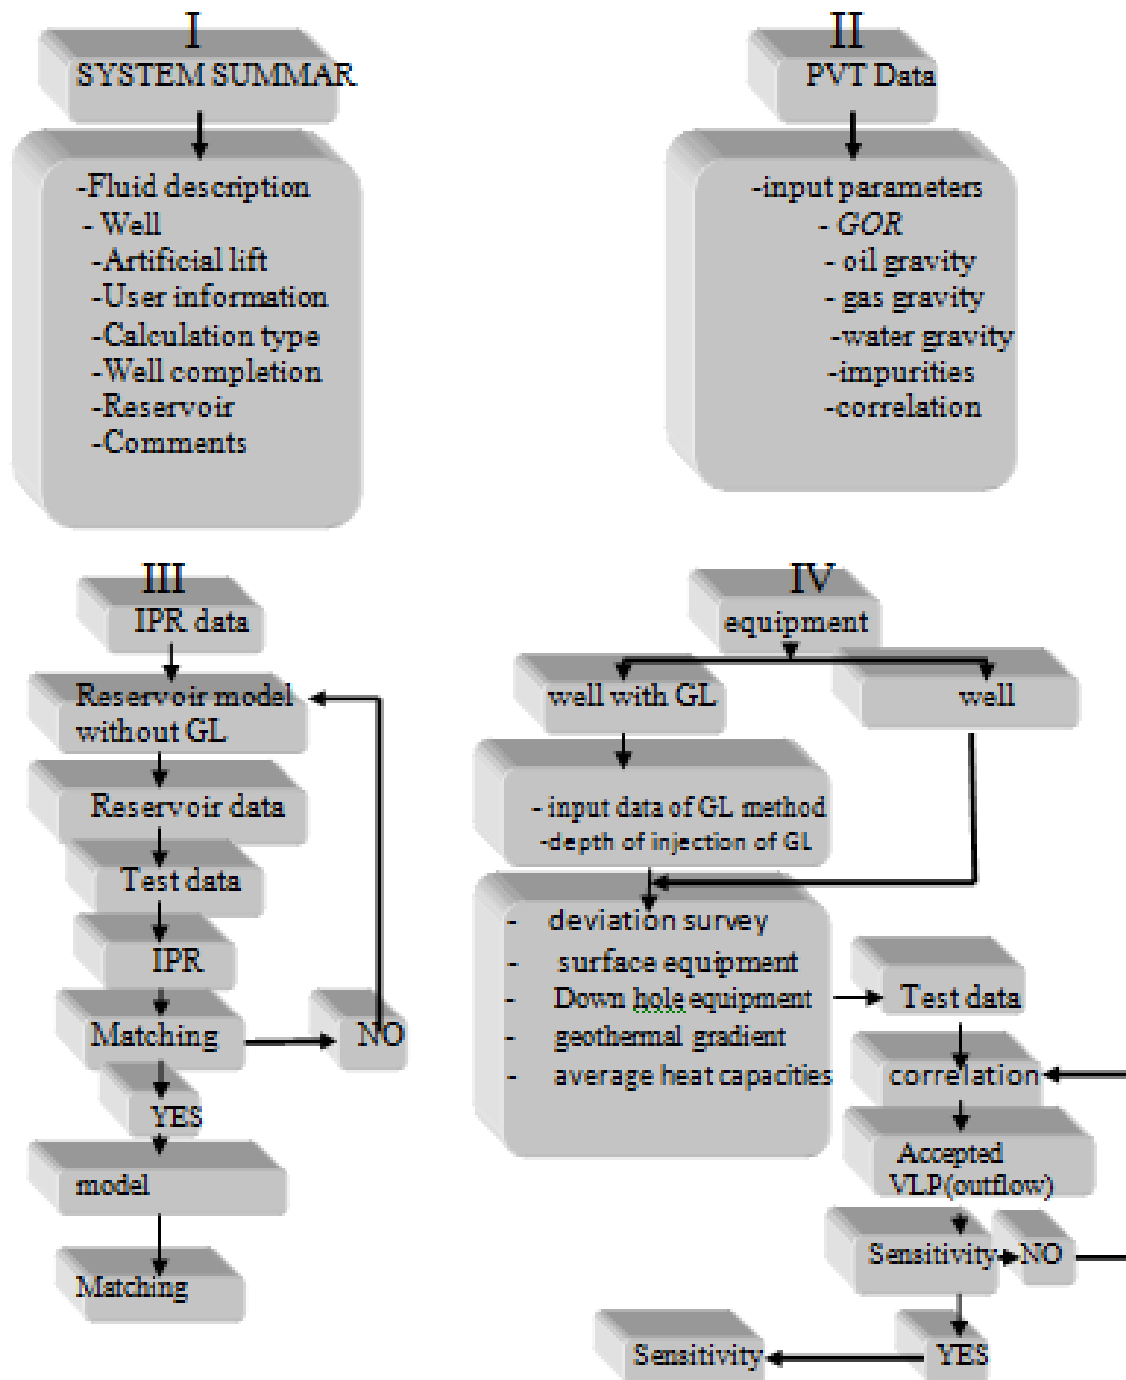 I
SYSTEM SUMMAR
-Fluid description
- Well
-Artificial lift
-User information
-Calculation type
-Well completion
-Reservoir
-Comments
II
PVT Data
-input parameters
- GOR
- oil gravity
- gas gravity
-water gravity
-impurities
-correlation
III
IPR data
Reservoir model
without GL
Reservoir data
Test data
IPR
Matching
NO
YES
model
Matching
IV
equipment
well with GL
well
- input data of GL method
-depth of injection of GL
- deviation survey
- surface equipment
- Down hole equipment
- geothermal gradient
- average heat capacities
Test data
correlation
Accepted
VLP(outflow)
Sensitivity
NO
YES
Sensitivity